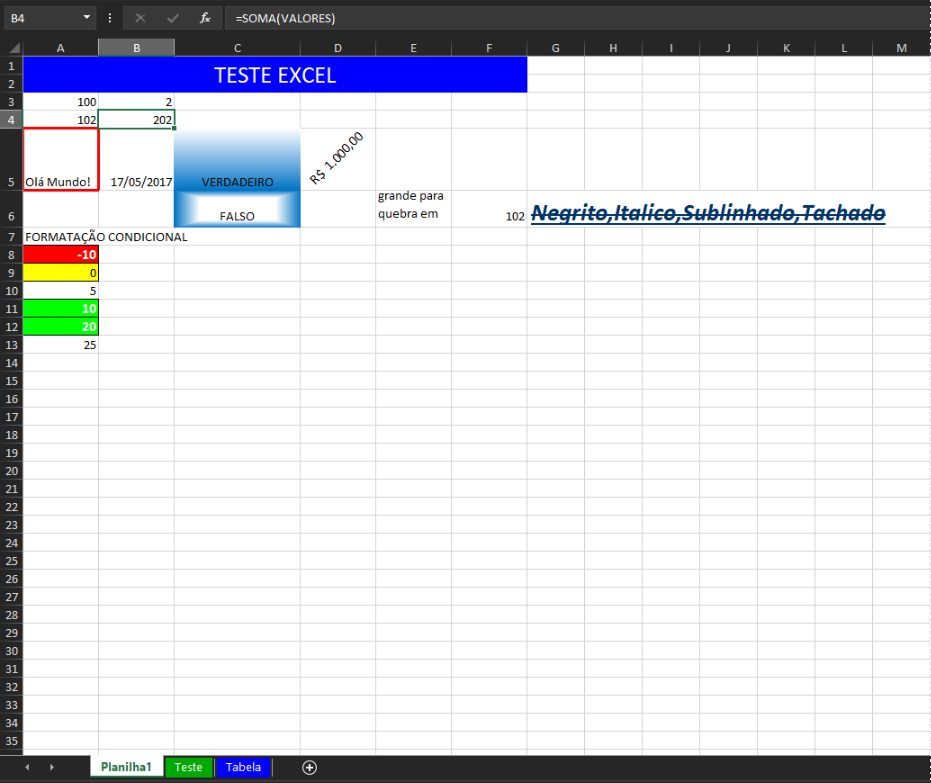 B4
fx
=SOMA(VALORES)
A B C D E F G H I J K L M
1
TESTE EXCEL
2
3 100 2
4 102 202
R$ 1.000,00
5 Olá Mundo! 17/05/2017 VERDADEIRO
grande para
quebra em
6 FALSO 102 Negrito,Italico,Sublinhado,Tachado
7 FORMATAÇÃO CONDICIONAL
8 -10
9 0
10 5
11 10
12 20
13 25
14
15
16
17
18
19
20
21
22
23
24
25
26
27
28
29
30
31
32
33
34
35
Planilha1 Teste Tabela